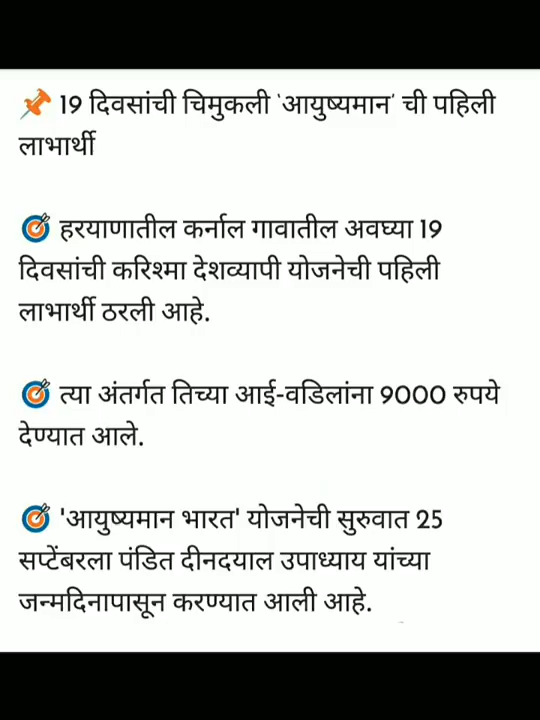 📌 19 दिवसांची चिमुकली 'आयुष्यमान' ची पहिली
लाभार्थी
🎯 हरयाणातील कर्नाल गावातील अवघ्या 19
दिवसांची करिश्मा देशव्यापी योजनेची पहिली
लाभार्थी ठरली आहे.
🎯 त्या अंतर्गत तिच्या आई-वडिलांना 9000 रुपये
देण्यात आले.
🎯 'आयुष्यमान भारत' योजनेची सुरुवात 25
सप्टेंबरला पंडित दीनदयाल उपाध्याय यांच्या
जन्मदिनापासून करण्यात आली आहे.